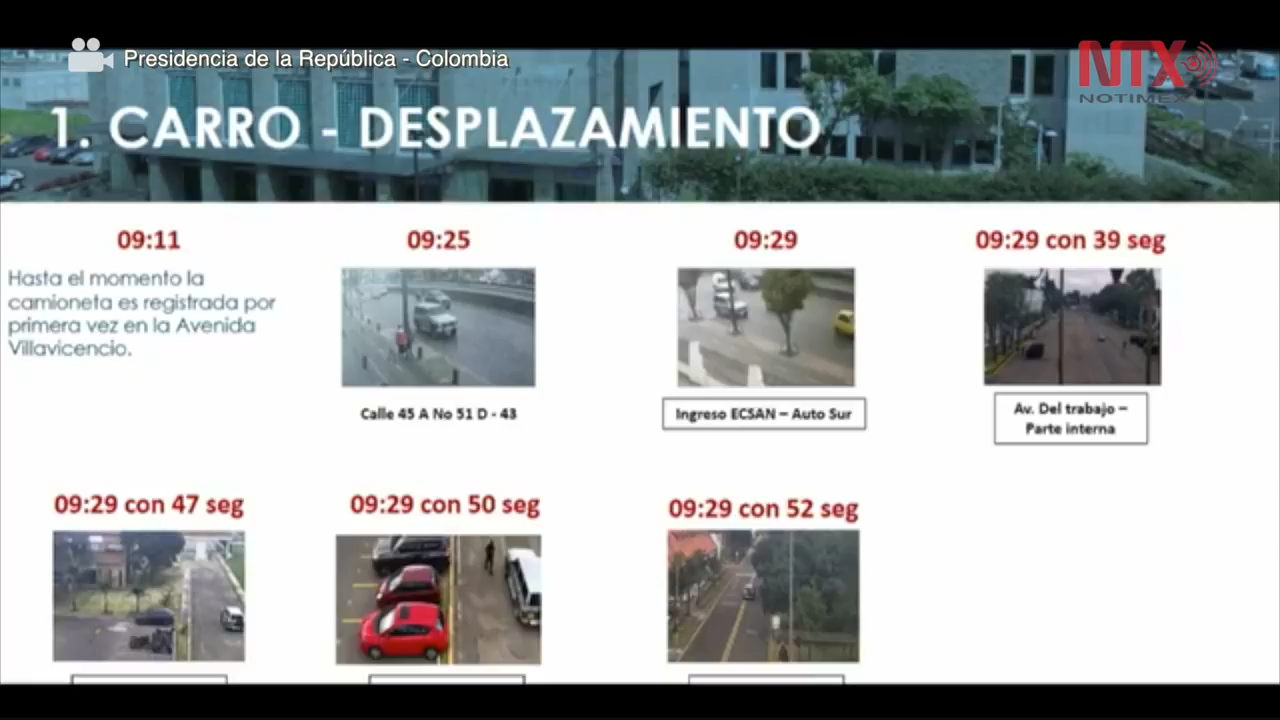 Presidencia de la República - Colombia
NTX
NOTIMEX
1. CARRO - DESPLAZAMIENTO
09:11
Hasta el momento la
camioneta es registrada por
primera vez en la Avenida
Villavicencio.
09:25
Calle 45 A No 51 D - 43
09:29
Ingreso ECSAN – Auto Sur
09:29 con 39 seg
Av. Del trabajo –
Parte interna
09:29 con 47 seg
09:29 con 50 seg
09:29 con 52 seg